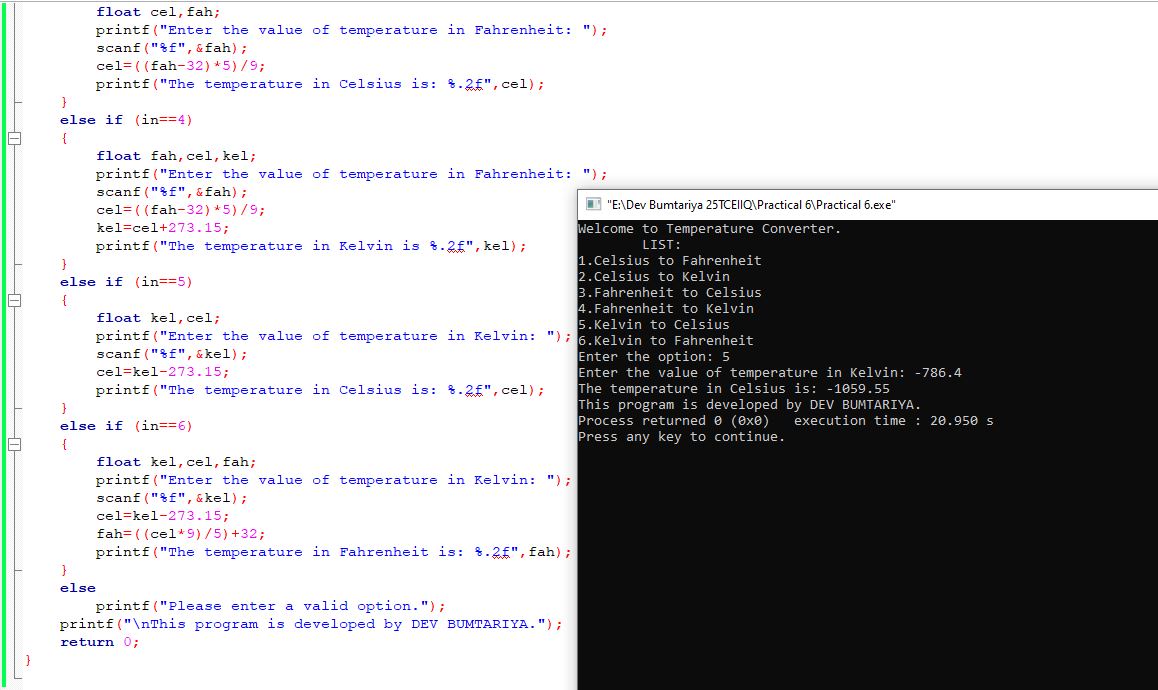 float cel,fah;
printf("Enter the value of temperature in Fahrenheit: ");
scanf("%f",&fah);
cel=((fah-32)*5)/9;
printf("The temperature in Celsius is: %.2f",cel);
}
else if (in==4)
{
float fah,cel,kel;
printf("Enter the value of temperature in Fahrenheit: ");
scanf("%f",&fah);
cel=((fah-32)*5)/9;
kel=cel+273.15;
printf("The temperature in Kelvin is %.2f",kel);
}
else if (in==5)
{
float kel,cel;
printf("Enter the value of temperature in Kelvin: ");
scanf("%f",&kel);
cel=kel-273.15;
printf("The temperature in Celsius is: %.2f",cel);
}
else if (in==6)
{
float kel,cel,fah;
printf("Enter the value of temperature in Kelvin: ");
scanf("%f",&kel);
cel=kel-273.15;
fah=((cel*9)/5)+32;
printf("The temperature in Fahrenheit is: %.2f",fah);
}
else
printf("Please enter a valid option.");
printf("\nThis program is developed by DEV BUMTARIYA.");
return 0;
}
"E:\Dev Bumtariya 25TCEIIQ\Practical 6\Practical 6.exe"
Welcome to Temperature Converter.
LIST:
1.Celsius to Fahrenheit
2.Celsius to Kelvin
3.Fahrenheit to Celsius
4.Fahrenheit to Kelvin
5.Kelvin to Celsius
6.Kelvin to Fahrenheit
Enter the option: 5
Enter the value of temperature in Kelvin: -786.4
The temperature in Celsius is: -1059.55
This program is developed by DEV BUMTARIYA.
Process returned 0 (0x0)   execution time : 20.950 s
Press any key to continue.